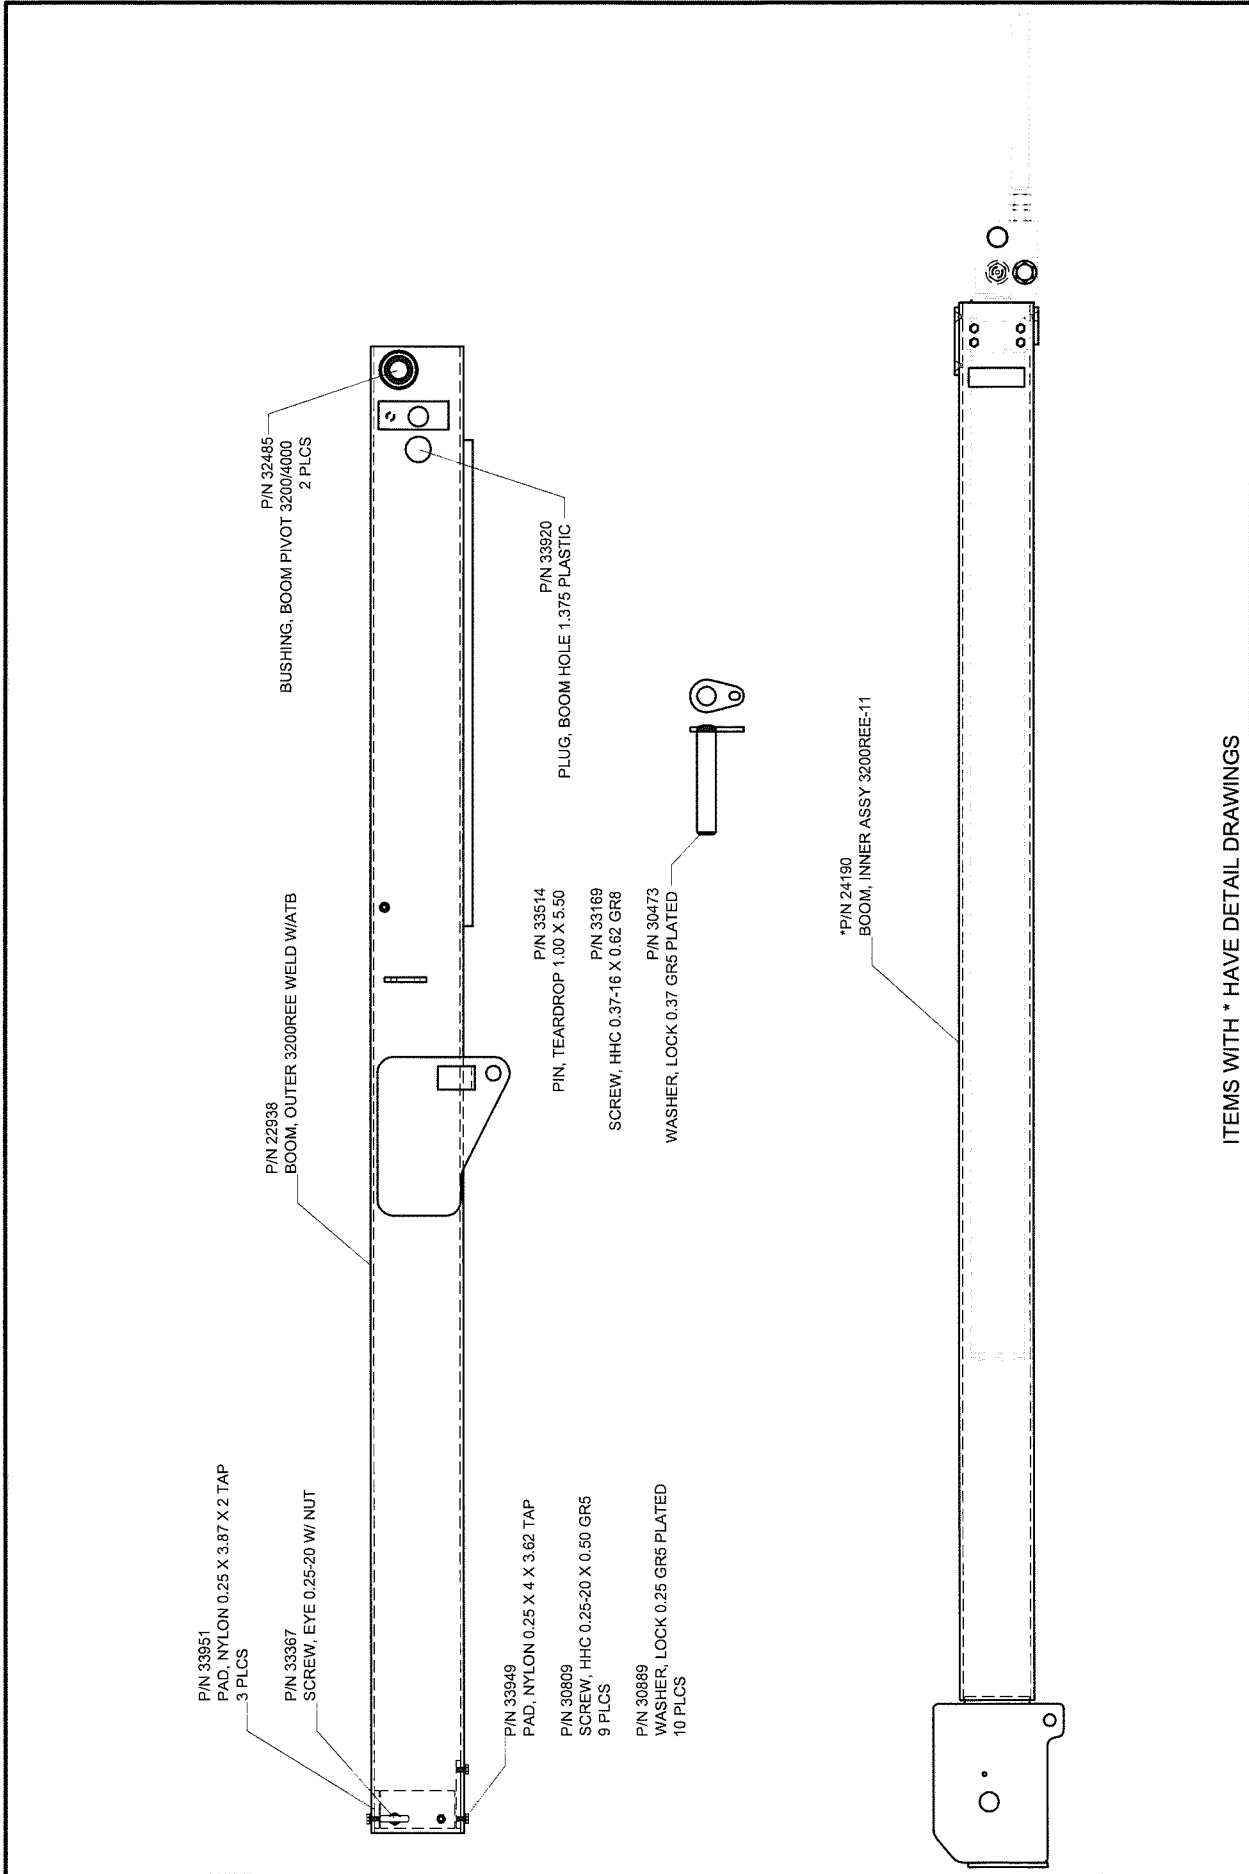 P/N 33951
PAD, NYLON 0.25 X 3.87 X 2 TAP
3 PLCS
P/N 33367
SCREW, EYE 0.25-20 W/ NUT
P/N 22938
BOOM, OUTER 3200REE WELD W/ATB
P/N 32485
BUSHING, BOOM PIVOT 3200/4000
2 PLCS
P/N 33949
PAD, NYLON 0.25 X 4 X 3.62 TAP
P/N 30809
SCREW, HHC 0.25-20 X 0.50 GR5
9 PLCS
P/N 30889
WASHER, LOCK 0.25 GR5 PLATED
10 PLCS
P/N 33514
PIN, TEARDROP 1.00 X 5.50
P/N 33169
SCREW, HHC 0.37-16 X 0.62 GR8
P/N 30473
WASHER, LOCK 0.37 GR5 PLATED
P/N 33920
PLUG, BOOM HOLE 1.375 PLASTIC
*P/N 24190
BOOM, INNER ASSY 3200REE-11
ITEMS WITH * HAVE DETAIL DRAWINGS